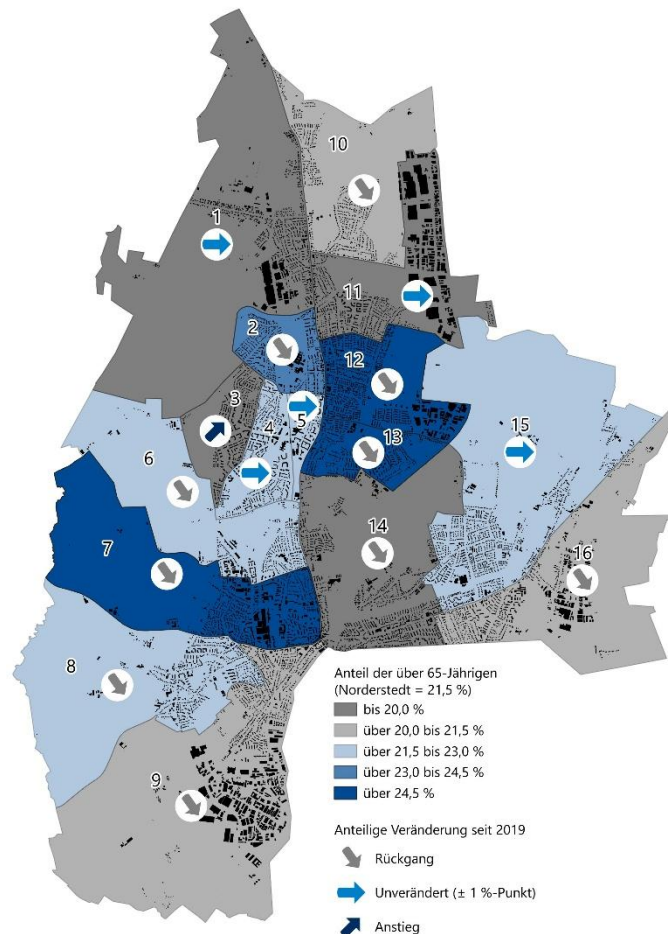 10
1
11
2
12
3
5
4
13
15
6
14
7
16
8
9
Anteil der über 65-Jährigen
(Norderstedt = 21,5 %)
bis 20,0 %
über 20,0 bis 21,5 %
über 21,5 bis 23,0 %
über 23,0 bis 24,5 %
über 24,5 %
Anteilige Veränderung seit 2019
Rückgang
Unverändert (± 1 %-Punkt)
Anstieg